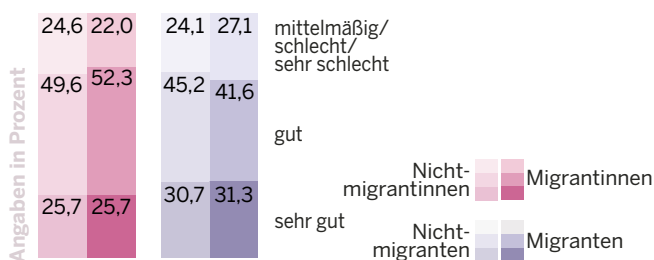 24,6 22,0 24,1 27,1 mittelmäßig/
schlecht/
sehr schlecht
49,6 52,3 45,2 41,6
gut
25,7 25,7 30,7 31,3
sehr gut
Angaben in Prozent
Nicht-
migrantinnen Migrantinnen
Nicht-
migranten Migranten